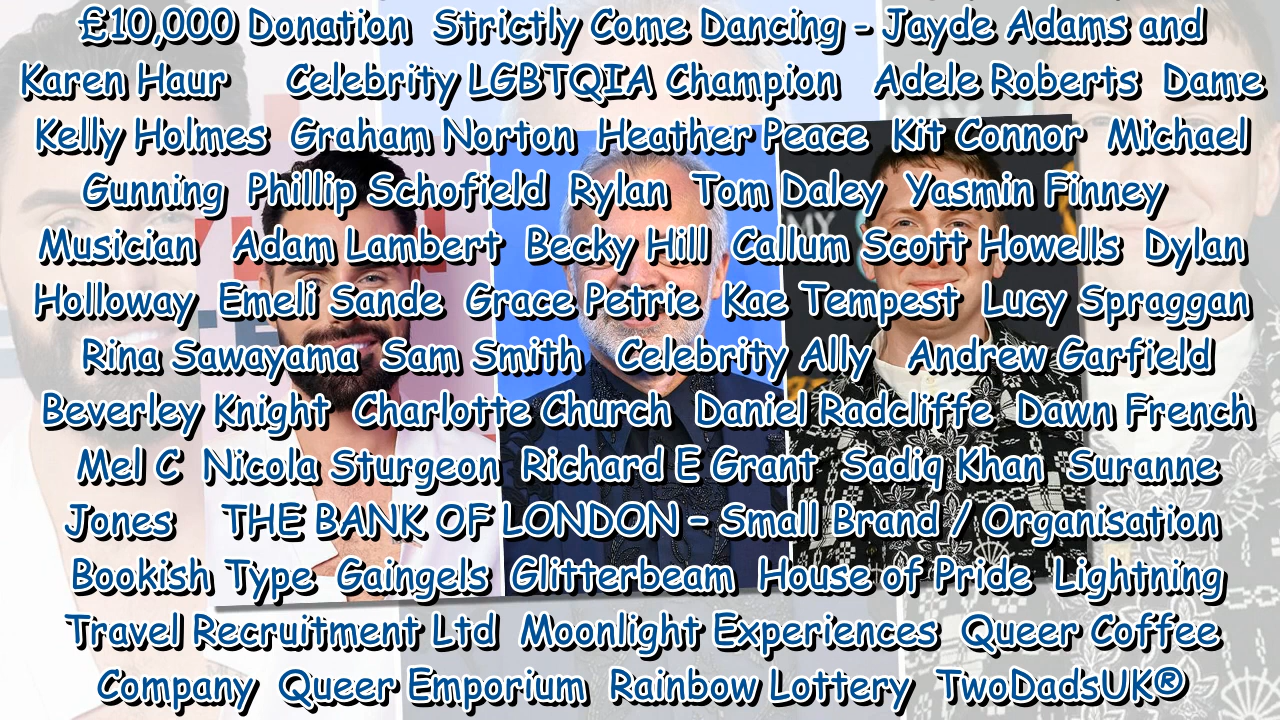 £10,000 Donation Strictly Come Dancing - Jayde Adams and
Karen Haur Celebrity LGBTQIA Champion Adele Roberts Dame
Kelly Holmes Graham Norton Heather Peace Kit Connor Michael
Gunning Phillip Schofield Rylan Tom Daley Yasmin Finney
Musician Adam Lambert Becky Hill Callum Scott Howells Dylan
Holloway Emeli Sande Grace Petrie Kae Tempest Lucy Spraggan
Rina Sawayama Sam Smith Celebrity Ally Andrew Garfield
Beverley Knight Charlotte Church Daniel Radcliffe Dawn French
Mel C Nicola Sturgeon Richard E Grant Sadiq Khan Suranne
Jones THE BANK OF LONDON – Small Brand / Organisation
Bookish Type Gaingels Glitterbeam House of Pride Lightning
Travel Recruitment Ltd Moonlight Experiences Queer Coffee
Company Queer Emporium Rainbow Lottery TwoDadsUK®